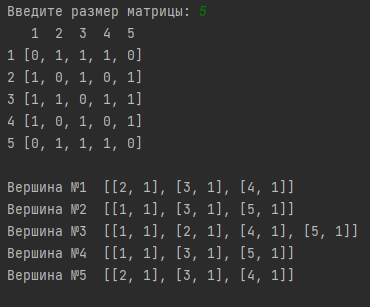 Введите размер матрицы: 5
1 2 3 4 5
1 [0, 1, 1, 1, 0]
2 [1, 1, 0, 0, 1]
3 [1, 1, 0, 1, 1]
4 [1, 0, 1, 0, 1]
5 [0, 1, 1, 1, 0]
Вершина №1 [[2, 1], [3, 1], [4, 1]]
Вершина №2 [[1, 1], [3, 1], [5, 1]]
Вершина №3 [[1, 1], [2, 1], [4, 1], [5, 1]]
Вершина №4 [[1, 1], [3, 1], [5, 1]]
Вершина №5 [[2, 1], [3, 1], [4, 1]]